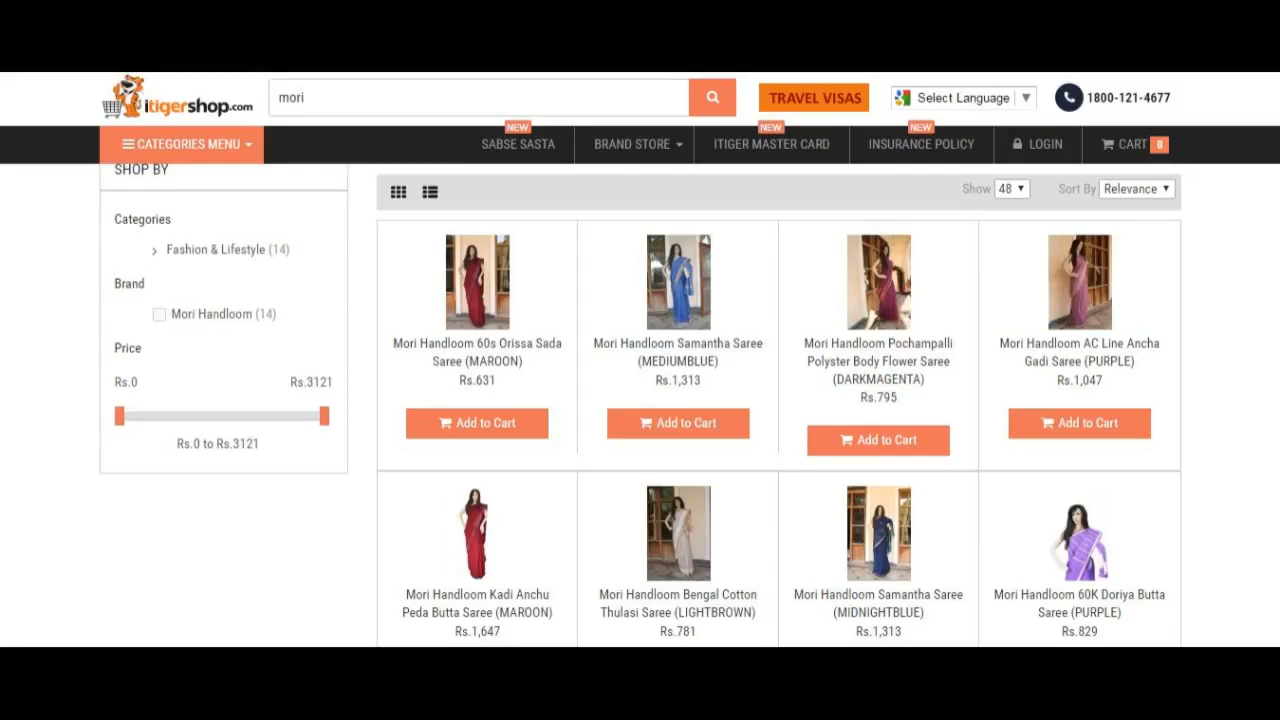 itigershop.com
mori
TRAVEL VISAS
Select Language
1800-121-4677
CATEGORIES MENU
NEW
SABSE SASTA
BRAND STORE
NEW
ITIGER MASTER CARD
NEW
INSURANCE POLICY
LOGIN
CART 0
SHOP BY
Categories
Fashion & Lifestyle (14)
Brand
Mori Handloom (14)
Price
Rs.0 Rs.3121
Rs.0 to Rs.3121
Show 48 Sort By Relevance
Mori Handloom 60s Orissa Sada
Saree (MAROON)
Rs.631
Add to Cart
Mori Handloom Samantha Saree
(MEDIUMBLUE)
Rs.1,313
Add to Cart
Mori Handloom Pochampalli
Polyster Body Flower Saree
(DARKMAGENTA)
Rs.795
Add to Cart
Mori Handloom AC Line Ancha
Gadi Saree (PURPLE)
Rs.1,047
Add to Cart
Mori Handloom Kadi Anchu
Peda Butta Saree (MAROON)
Rs.1,647
Mori Handloom Bengal Cotton
Thulasi Saree (LIGHTBROWN)
Rs.781
Mori Handloom Samantha Saree
(MIDNIGHTBLUE)
Rs.1,313
Mori Handloom 60K Doriya Butta
Saree (PURPLE)
Rs.829